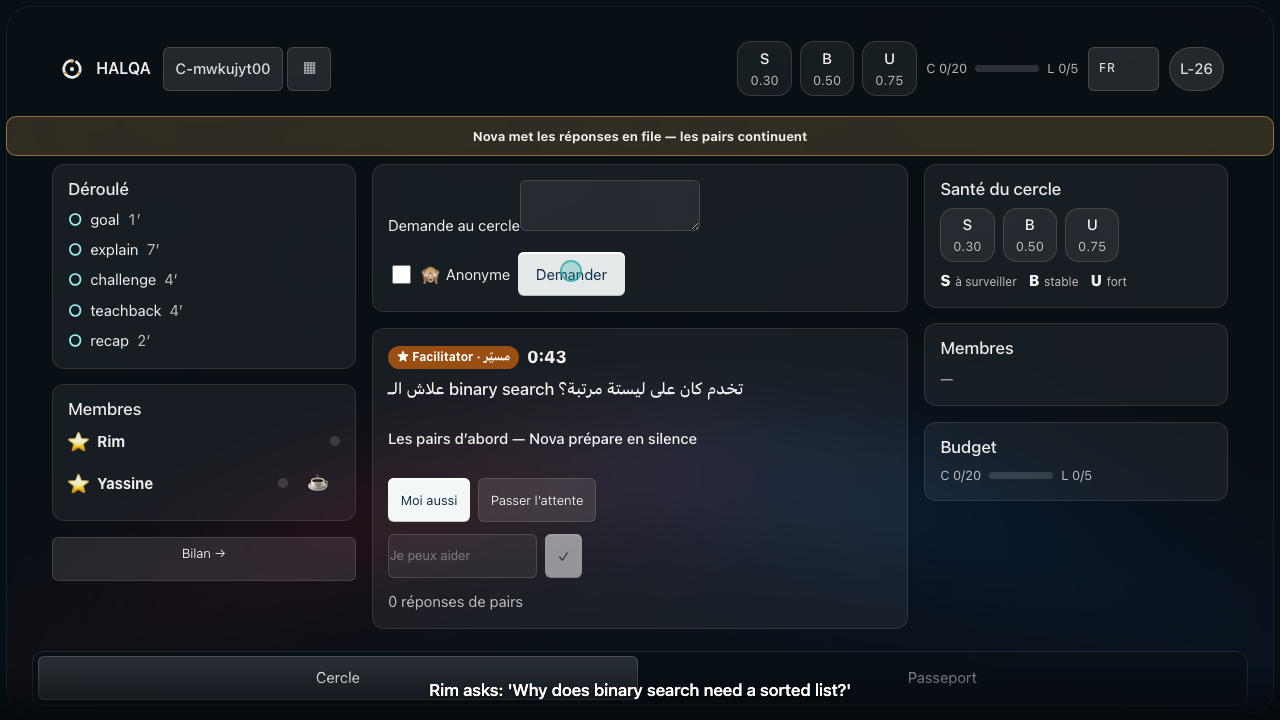 HALQA
C-mwkujyt00
S
0.30
B
0.50
U
0.75
C 0/20
L 0/5
FR
L-26
Nova met les réponses en file — les pairs continuent
Déroulé
goal 1′
explain 7′
challenge 4′
teachback 4′
recap 2′
Membres
Rim
Yassine
Bilan →
Demande au cercle
Anonyme
Demander
Facilitator · مسيّر
0:43
علاش الـ binary search تخدم كان على ليستة مرتبة؟
Les pairs d’abord — Nova prépare en silence
Moi aussi
Passer l’attente
Je peux aider
✓
0 réponses de pairs
Santé du cercle
S
0.30
B
0.50
U
0.75
S à surveiller B stable U fort
Membres
—
Budget
C 0/20
L 0/5
Cercle
Passeport
Rim asks: 'Why does binary search need a sorted list?'